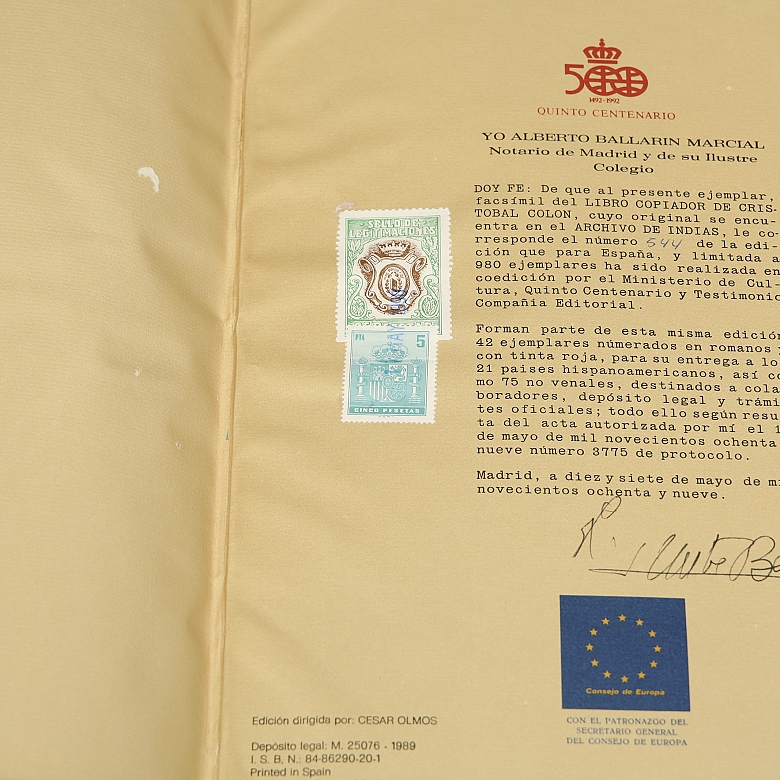 500
1492-1992
QUINTO CENTENARIO
YO ALBERTO BALLARIN MARCIAL
Notario de Madrid y de su Ilustre
Colegio
DOY FE: De que al presente ejemplar,
facsímil del LIBRO COPIADOR DE CRIS-
TOBAL COLON, cuyo original se encu-
entra en el ARCHIVO DE INDIAS, le co-
rresponde el número 544 de la edi-
ción que para España, y limitada a
980 ejemplares ha sido realizada en
coedición por el Ministerio de Cul-
tura, Quinto Centenario y Testimonio
Compañia Editorial.
Forman parte de esta misma edición
42 ejemplares númerados en romanos y
con tinta roja, para su entrega a lo
21 paises hispanoamericanos, así co
mo 75 no venales, destinados a cola
boradores, depósito legal y trámi
tes oficiales; todo ello según resu
ta del acta autorizada por mí el 1
de mayo de mil novecientos ochenta
nueve número 3775 de protocolo.
Madrid, a diez y siete de mayo de mi
novecientos ochenta y nueve.
SELLO DE
LEGITIMACIONES
PTA 5
CINCO PESETAS
Consejo de Europa
CON EL PATRONAZGO DEL
SECRETARIO GENERAL
DEL CONSEJO DE EUROPA
Edición dirigida por: CESAR OLMOS
Depósito legal: M. 25076 - 1989
I. S. B. N.: 84-86290-20-1
Printed in Spain